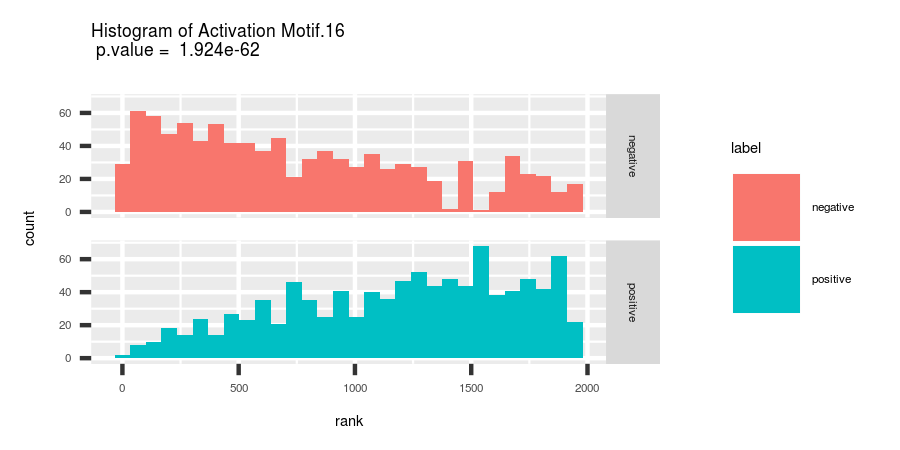 Histogram of Activation Motif.16
p.value = 1.924e-62
count
60
40
20
0
negative
60
40
20
0
positive
0 500 1000 1500 2000
rank
label
negative
positive